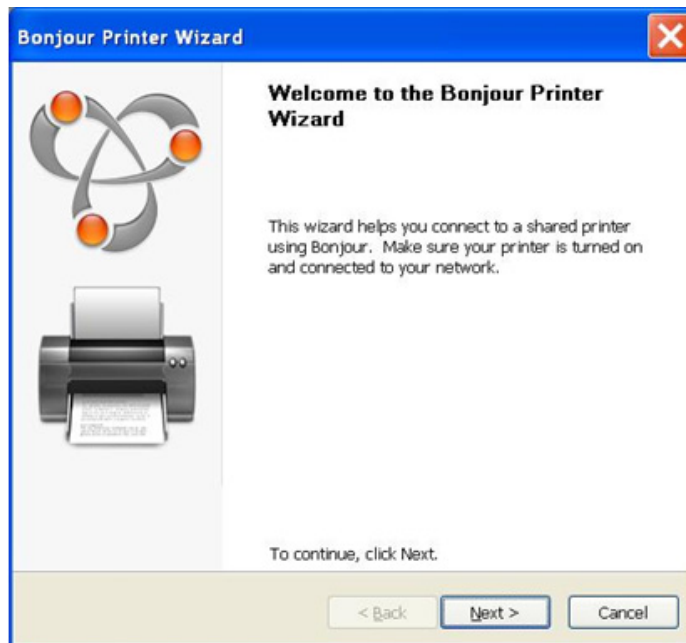 Bonjour Printer Wizard
Welcome to the Bonjour Printer
Wizard
This wizard helps you connect to a shared printer
using Bonjour. Make sure your printer is turned on
and connected to your network.
To continue, click Next.
< Back
Next >
Cancel